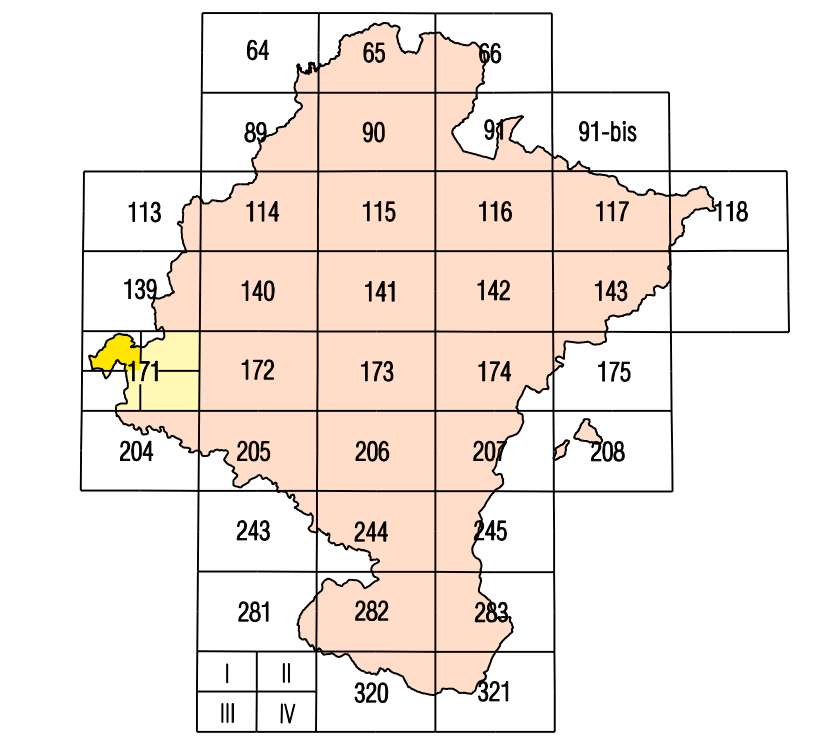 64 65 66
89 90 91 91-bis
113 114 115 116 117 118
139 140 141 142 143
171 172 173 174 175
204 205 206 207 208
243 244 245
281 282 283
I II
320 321
III IV